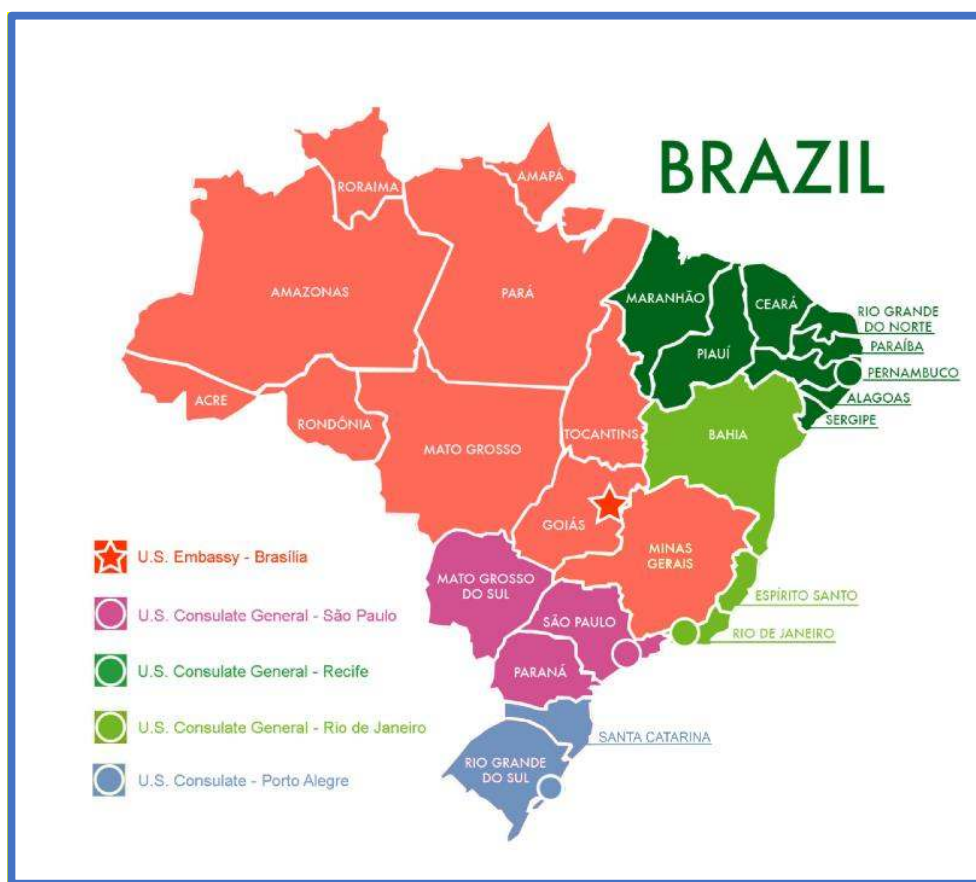 BRAZIL
RORAIMA
AMAPÁ
AMAZONAS
PARÁ
MARANHÃO
CEARÁ
RIO GRANDE
DO NORTE
PARAÍBA
PIAUÍ
PERNAMBUCO
ALAGOAS
SERGIPE
ACRE
RONDÔNIA
MATO GROSSO
TOCANTINS
BAHIA
GOIÁS
MINAS
GERAIS
MATO GROSSO
DO SUL
SÃO PAULO
ESPÍRITO SANTO
RIO DE JANEIRO
PARANÁ
SANTA CATARINA
RIO GRANDE
DO SUL
U.S. Embassy - Brasília
U.S. Consulate General - São Paulo
U.S. Consulate General - Recife
U.S. Consulate General - Rio de Janeiro
U.S. Consulate - Porto Alegre